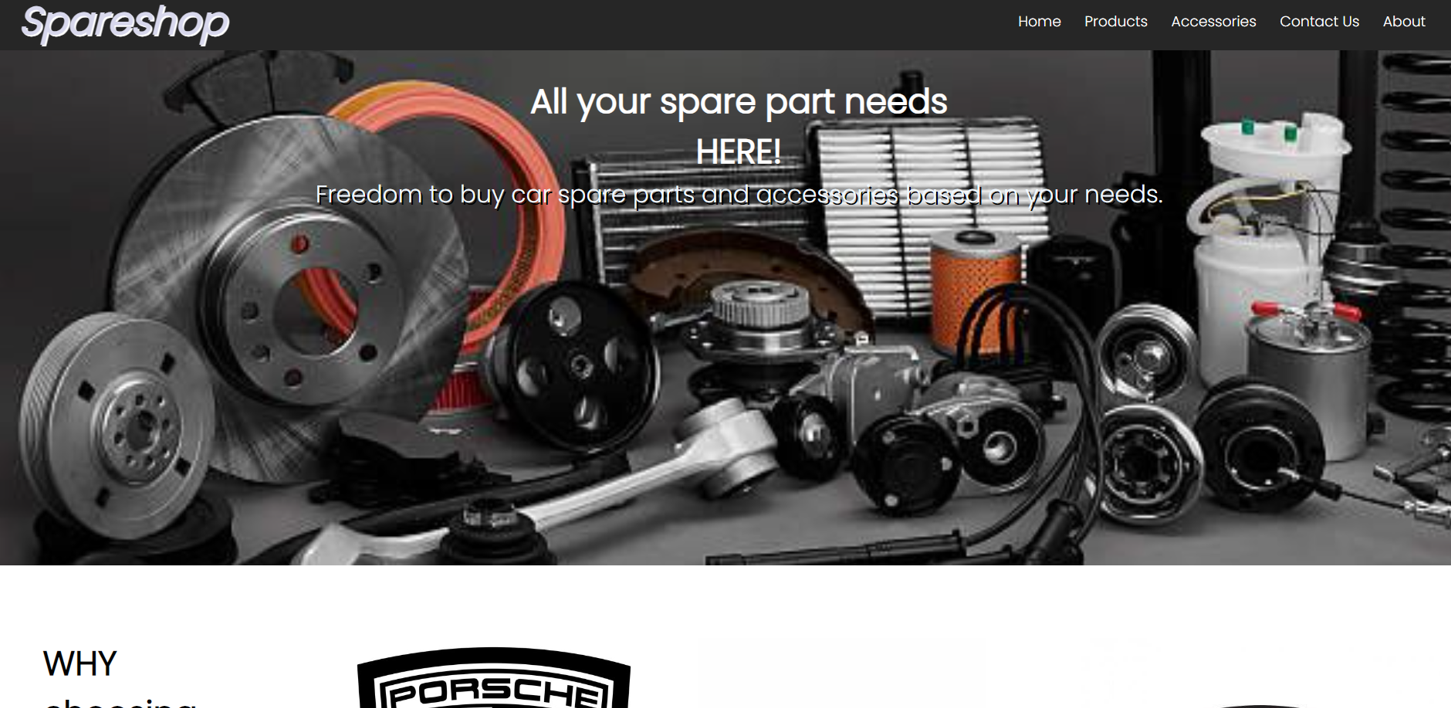 Spareshop
Home Products Accessories Contact Us About
All your spare part needs
HERE!
Freedom to buy car spare parts and accessories based on your needs.
WHY
choosing
PORSCHE